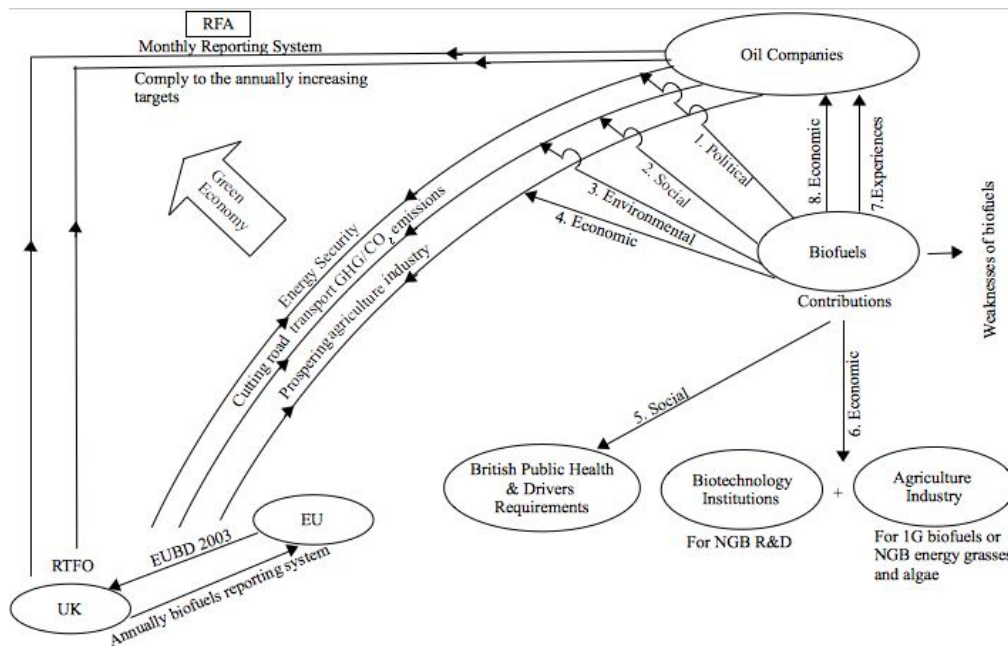 RFA
Monthly Reporting System
Comply to the annually increasing
targets
Oil Companies
Green
Economy
1. Political
2. Social
3. Environmental
4. Economic
8. Economic
7.Experiences
Biofuels
Contributions
Weaknesses of biofuels
Energy Security
Cutting road transport GHG/CO2 emissions
Prospering agriculture industry
5. Social
6. Economic
British Public Health
& Drivers
Requirements
Biotechnology
Institutions
+
Agriculture
Industry
For NGB R&D
For 1G biofuels or
NGB energy grasses
and algae
EU
EUBD 2003
RTFO
UK
Annually biofuels reporting system